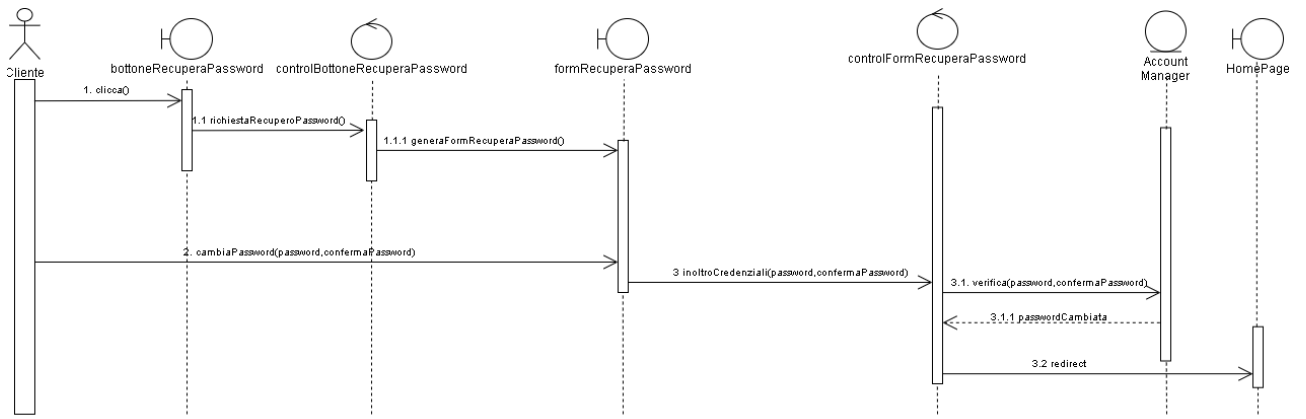 Cliente
bottoneRecuperaPassword
controlBottoneRecuperaPassword
formRecuperaPassword
controlFormRecuperaPassword
Account
Manager
HomePage
1. clicca()
1.1 richiestaRecuperoPassword()
1.1.1 generaFormRecuperaPassword()
2. cambiaPassword(password,confermaPassword)
3 inoltroCredenziali(password,confermaPassword)
3.1. verifica(password,confermaPassword)
3.1.1 passwordCambiata
3.2 redirect